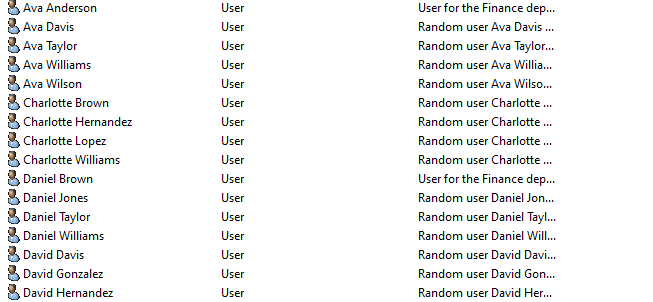 Ava Anderson User User for the Finance dep...
Ava Davis User Random user Ava Davis ...
Ava Taylor User Random user Ava Taylor...
Ava Williams User Random user Ava Willia...
Ava Wilson User Random user Ava Wilso...
Charlotte Brown User Random user Charlotte ...
Charlotte Hernandez User Random user Charlotte ...
Charlotte Lopez User Random user Charlotte ...
Charlotte Williams User Random user Charlotte ...
Daniel Brown User User for the Finance dep...
Daniel Jones User Random user Daniel Jon...
Daniel Taylor User Random user Daniel Tayl...
Daniel Williams User Random user Daniel Will...
David Davis User Random user David Davi...
David Gonzalez User Random user David Gon...
David Hernandez User Random user David Her...